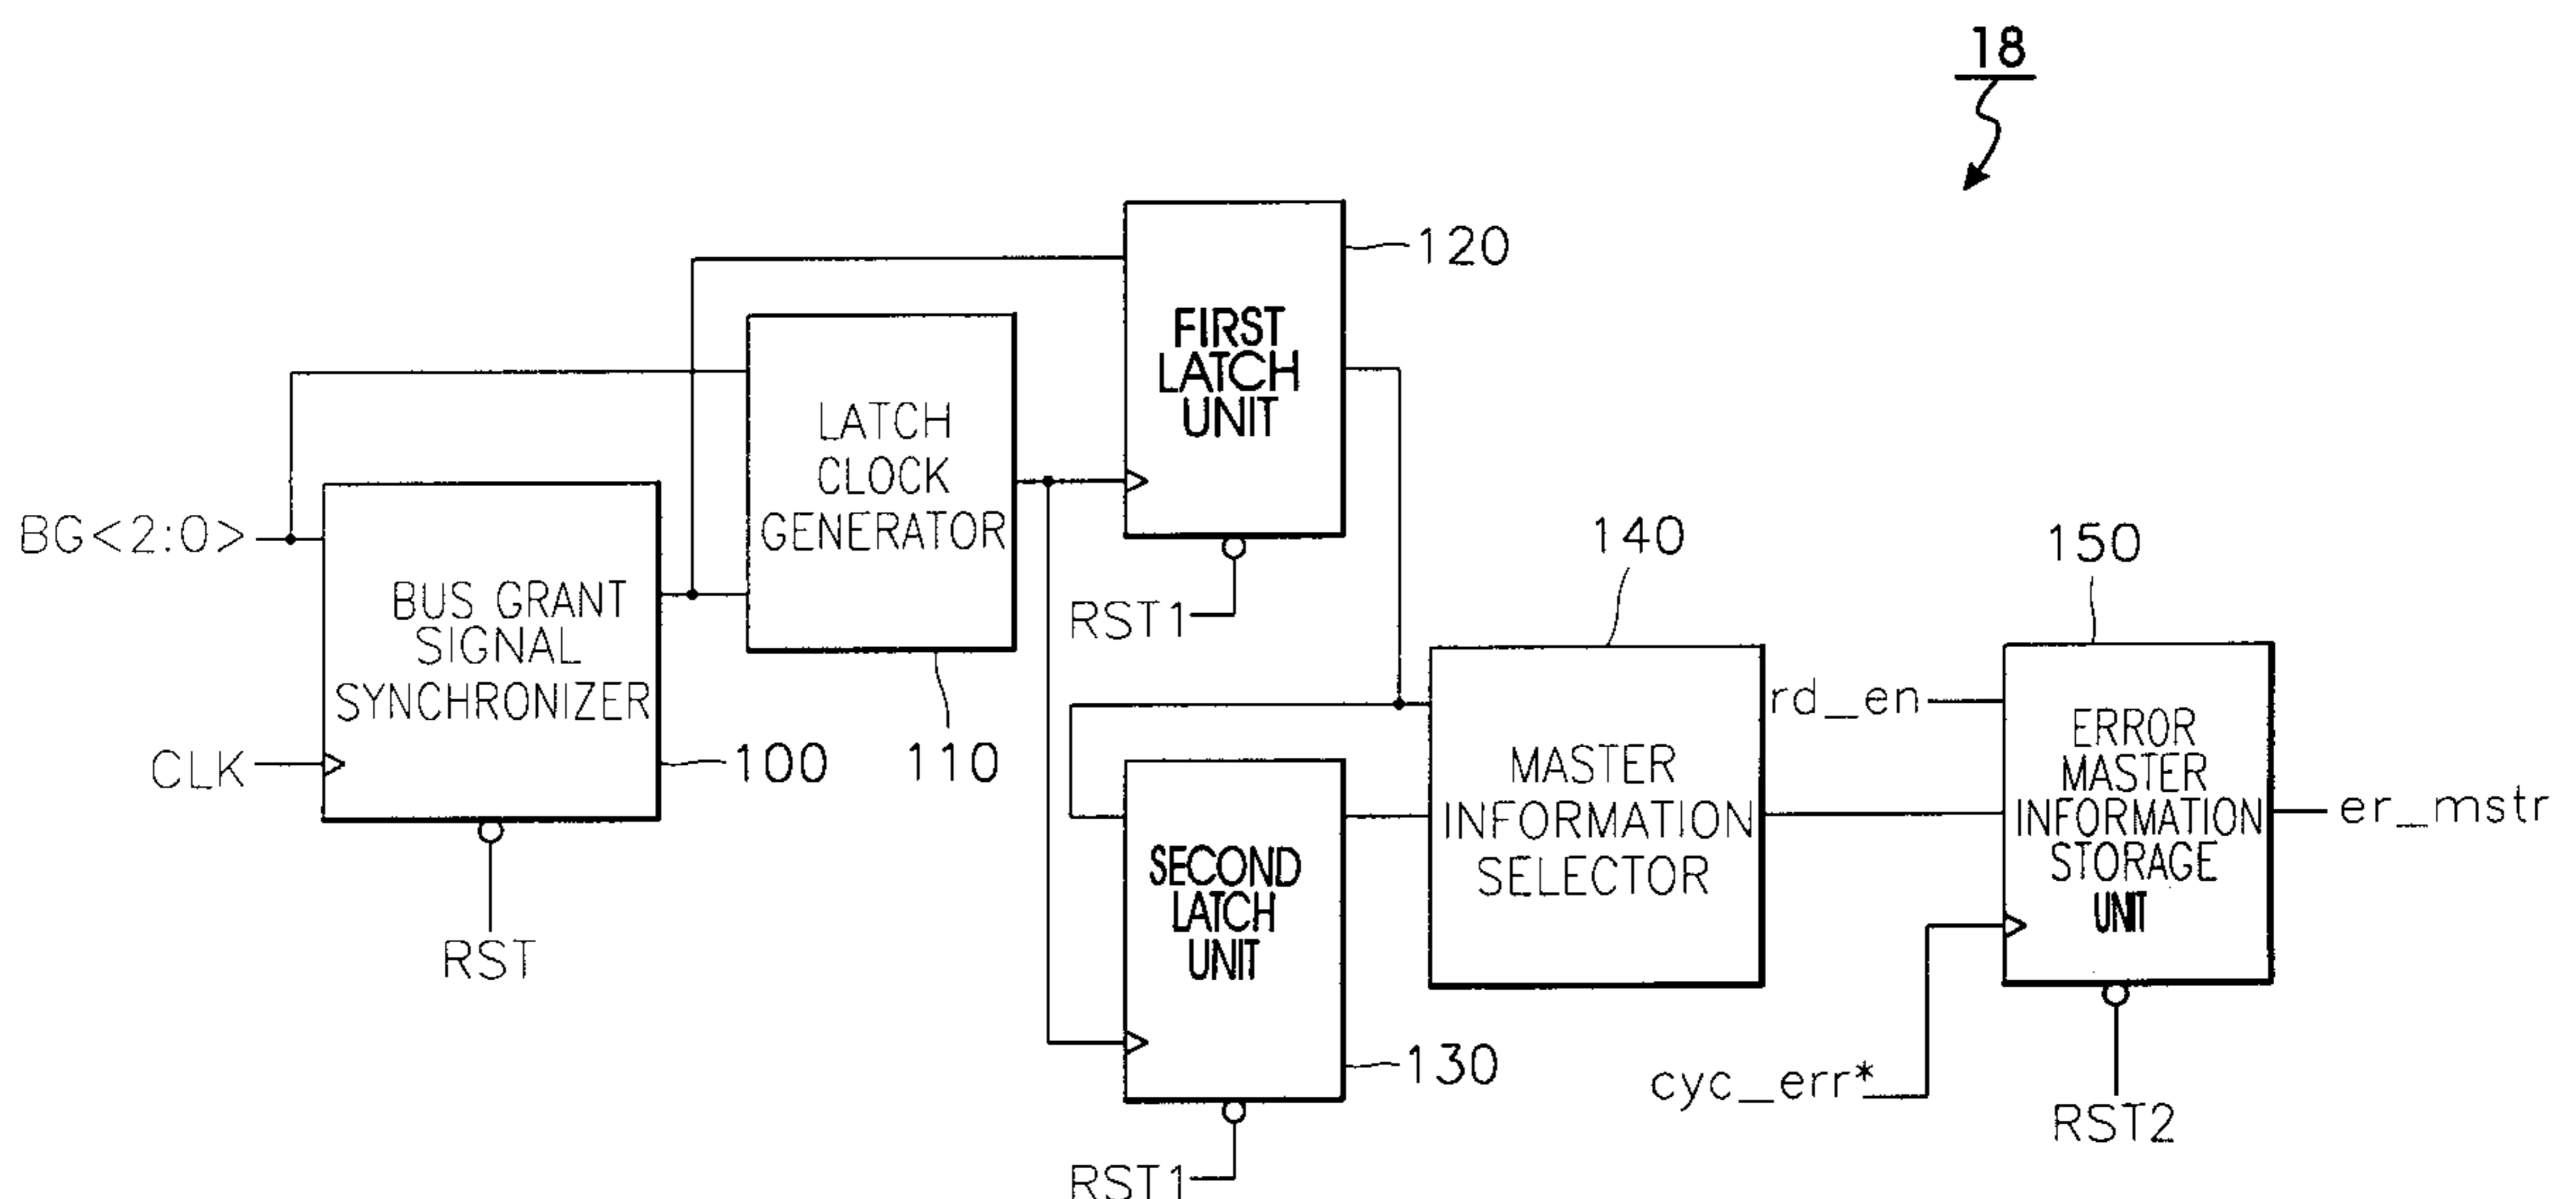 18
120
FIRST
LATCH
UNIT
RST1
LATCH
CLOCK
GENERATOR
110
BG<2:0>
CLK
BUS GRANT
SIGNAL
SYNCHRONIZER
100
RST
SECOND
LATCH
UNIT
130
RST1
140
MASTER
INFORMATION
SELECTOR
150
rd_en
ERROR
MASTER
INFORMATION
STORAGE
UNIT
er_mstr
cyc_err*
RST2